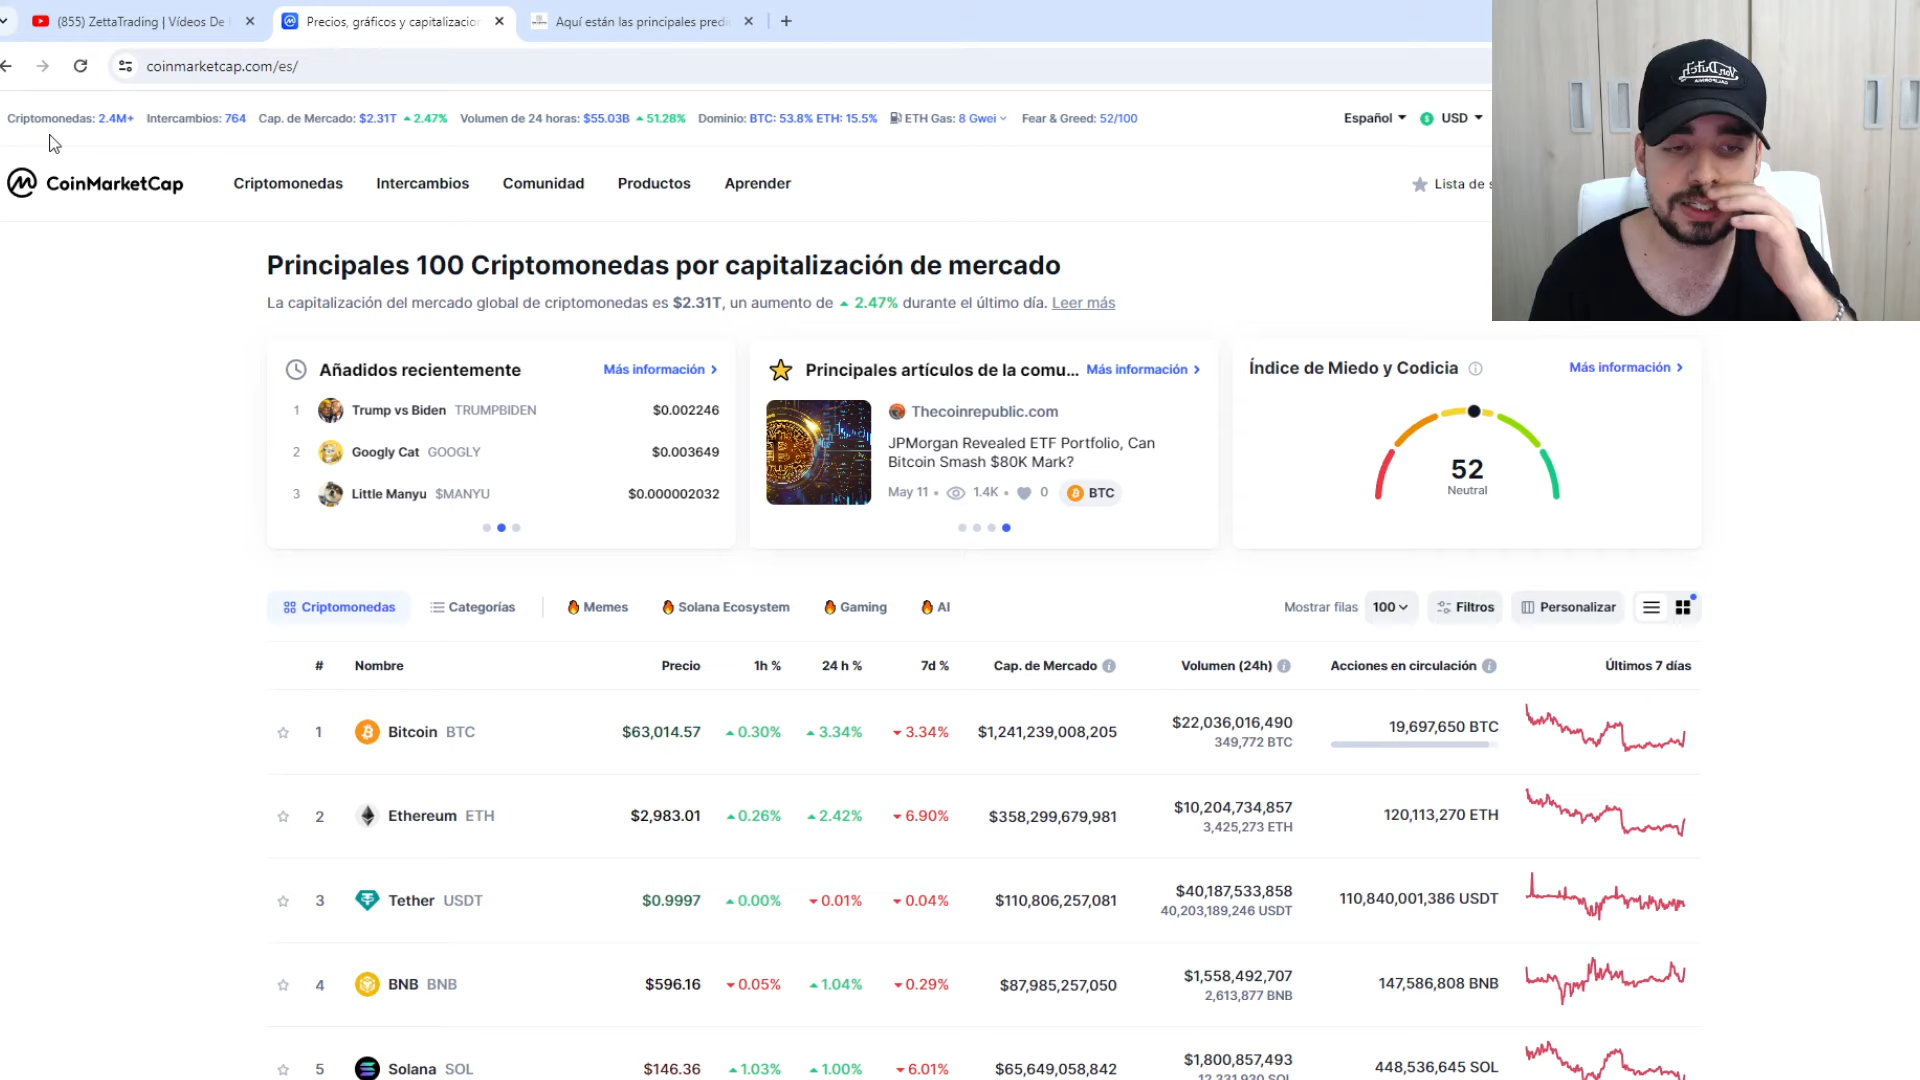 (855) ZettaTrading | Vídeos De
Precios, gráficos y capitalizacion
Aquí están las principales predi
coinmarketcap.com/es/
Criptomonedas: 2.4M+ Intercambios: 764 Cap. de Mercado: $2.31T 2.47% Volumen de 24 horas: $55.03B 51.28% Dominio: BTC: 53.8% ETH: 15.5% ETH Gas: 8 Gwei Fear & Greed: 52/100
Español USD
CoinMarketCap Criptomonedas Intercambios Comunidad Productos Aprender
Lista de s
Principales 100 Criptomonedas por capitalización de mercado
La capitalización del mercado global de criptomonedas es $2.31T, un aumento de 2.47% durante el último día. Leer más
Añadidos recientemente Más información >
1 Trump vs Biden TRUMPBIDEN $0.002246
2 Googly Cat GOOGLY $0.003649
3 Little Manyu $MANYU $0.000002032
Principales artículos de la comu... Más información >
Thecoinrepublic.com
JPMorgan Revealed ETF Portfolio, Can
Bitcoin Smash $80K Mark?
May 11 • 1.4K • 0 BTC
Índice de Miedo y Codicia Más información >
52
Neutral
Criptomonedas Categorías Memes Solana Ecosystem Gaming AI
Mostrar filas 100 Filtros Personalizar
# Nombre Precio 1h % 24 h % 7d % Cap. de Mercado Volumen (24h) Acciones en circulación Últimos 7 días
1 Bitcoin BTC $63,014.57 0.30% 3.34% 3.34% $1,241,239,008,205 $22,036,016,490 19,697,650 BTC
349,772 BTC
2 Ethereum ETH $2,983.01 0.26% 2.42% 6.90% $358,299,679,981 $10,204,734,857 120,113,270 ETH
3,425,273 ETH
3 Tether USDT $0.9997 0.00% 0.01% 0.04% $110,806,257,081 $40,187,533,858 110,840,001,386 USDT
40,203,189,246 USDT
4 BNB BNB $596.16 0.05% 1.04% 0.29% $87,985,257,050 $1,558,492,707 147,586,808 BNB
2,613,877 BNB
5 Solana SOL $146.36 1.03% 1.00% 6.01% $65,649,058,842 $1,800,857,493 448,536,645 SOL
12,331,930 SOL